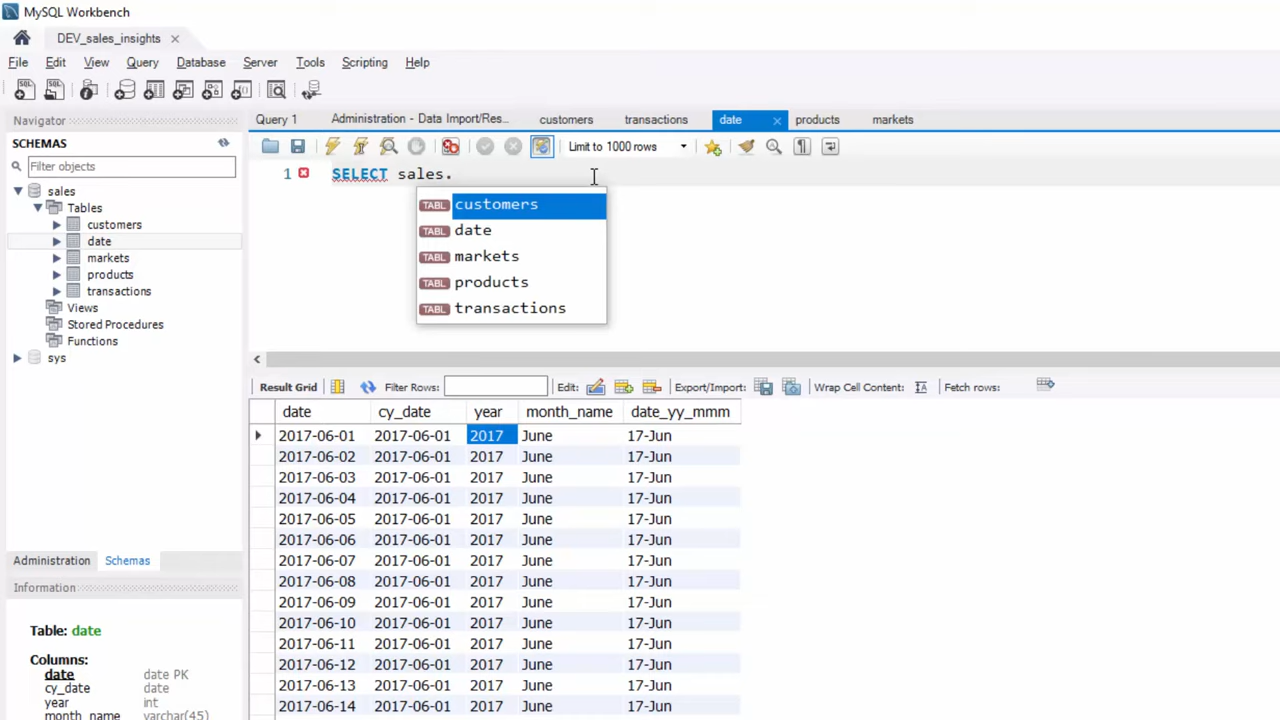 MySQL Workbench
DEV_sales_insights
File Edit View Query Database Server Tools Scripting Help
Navigator
SCHEMAS
Filter objects
sales
Tables
customers
date
markets
products
transactions
Views
Stored Procedures
Functions
sys
Administration Schemas
Information
Table: date
Columns:
date date PK
cy_date date
year int
month_name varchar(45)
Query 1 Administration - Data Import/Res... customers transactions date products markets
Limit to 1000 rows
1 SELECT sales.
TABL customers
TABL date
TABL markets
TABL products
TABL transactions
Result Grid Filter Rows: Edit: Export/Import: Wrap Cell Content: IA Fetch rows:
date cy_date year month_name date_yy_mmm
2017-06-01 2017-06-01 2017 June 17-Jun
2017-06-02 2017-06-01 2017 June 17-Jun
2017-06-03 2017-06-01 2017 June 17-Jun
2017-06-04 2017-06-01 2017 June 17-Jun
2017-06-05 2017-06-01 2017 June 17-Jun
2017-06-06 2017-06-01 2017 June 17-Jun
2017-06-07 2017-06-01 2017 June 17-Jun
2017-06-08 2017-06-01 2017 June 17-Jun
2017-06-09 2017-06-01 2017 June 17-Jun
2017-06-10 2017-06-01 2017 June 17-Jun
2017-06-11 2017-06-01 2017 June 17-Jun
2017-06-12 2017-06-01 2017 June 17-Jun
2017-06-13 2017-06-01 2017 June 17-Jun
2017-06-14 2017-06-01 2017 June 17-Jun